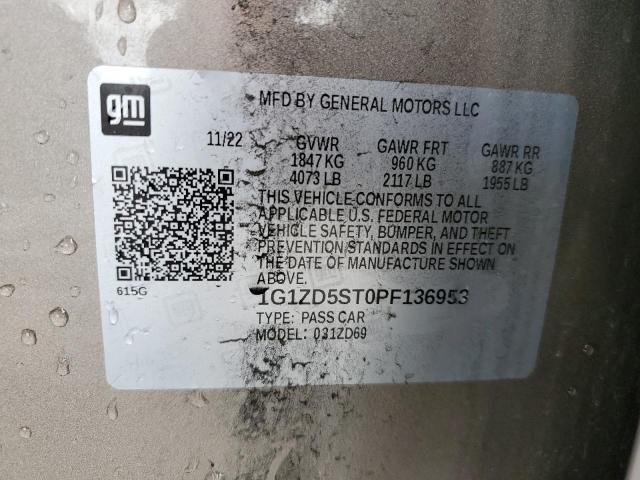 gm
MFD BY GENERAL MOTORS LLC
11/22 GVWR GAWR FRT GAWR RR
1847 KG 960 KG 887 KG
4073 LB 2117 LB 1955 LB
THIS VEHICLE CONFORMS TO ALL
APPLICABLE U.S. FEDERAL MOTOR
VEHICLE SAFETY, BUMPER, AND THEFT
PREVENTION STANDARDS IN EFFECT ON
THE DATE OF MANUFACTURE SHOWN
ABOVE.
615G
1G1ZD5ST0PF136953
TYPE: PASS CAR
MODEL: 031ZD69